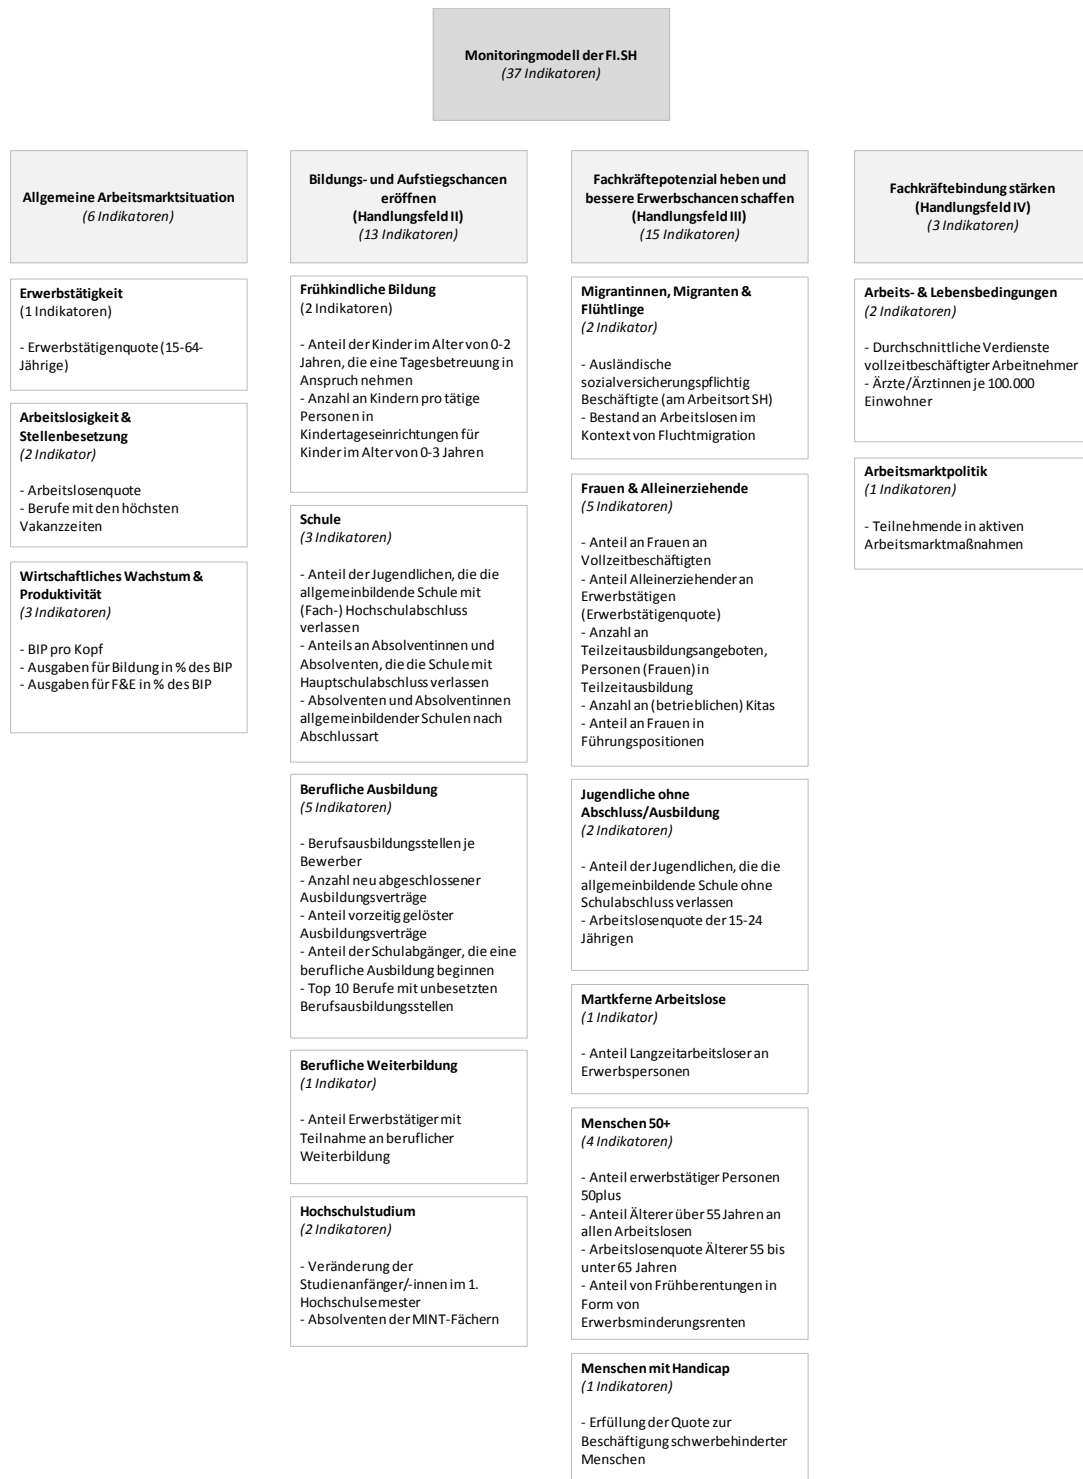 Monitoringmodell der FI.SH
(37 Indikatoren)
Allgemeine Arbeitsmarktsituation
(6 Indikatoren)
Erwerbstätigkeit
(1 Indikatoren)
- Erwerbstätigenquote (15-64-
Jährige)
Arbeitslosigkeit &
Stellenbesetzung
(2 Indikator)
- Arbeitslosenquote
- Berufe mit den höchsten
Vakanzzeiten
Wirtschaftliches Wachstum &
Produktivität
(3 Indikatoren)
- BIP pro Kopf
- Ausgaben für Bildung in % des BIP
- Ausgaben für F&E in % des BIP
Bildungs- und Aufstiegschancen
eröffnen
(Handlungsfeld II)
(13 Indikatoren)
Frühkindliche Bildung
(2 Indikatoren)
- Anteil der Kinder im Alter von 0-2
Jahren, die eine Tagesbetreuung in
Anspruch nehmen
- Anzahl an Kindern pro tätige
Personen in
Kindertageseinrichtungen für
Kinder im Alter von 0-3 Jahren
Schule
(3 Indikatoren)
- Anteil der Jugendlichen, die die
allgemeinbildende Schule mit
(Fach-) Hochschulabschluss
verlassen
- Anteils an Absolventinnen und
Absolventen, die die Schule mit
Hauptschulabschluss verlassen
- Absolventen und Absolventinnen
allgemeinbildender Schulen nach
Abschlussart
Berufliche Ausbildung
(5 Indikatoren)
- Berufsausbildungsstellen je
Bewerber
- Anzahl neu abgeschlossener
Ausbildungsverträge
- Anteil vorzeitig gelöster
Ausbildungsverträge
- Anteil der Schulabgänger, die eine
berufliche Ausbildung beginnen
- Top 10 Berufe mit unbesetzten
Berufsausbildungsstellen
Berufliche Weiterbildung
(1 Indikator)
- Anteil Erwerbstätiger mit
Teilnahme an beruflicher
Weiterbildung
Hochschulstudium
(2 Indikatoren)
- Veränderung der
Studienanfänger/-innen im 1.
Hochschulsemester
- Absolventen der MINT-Fächern
Fachkräftepotenzial heben und
bessere Erwerbschancen schaffen
(Handlungsfeld III)
(15 Indikatoren)
Migrantinnen, Migranten &
Flühtlinge
(2 Indikator)
- Ausländische
sozialversicherungspflichtig
Beschäftigte (am Arbeitsort SH)
- Bestand an Arbeitslosen im
Kontext von Fluchtmigration
Frauen & Alleinerziehende
(5 Indikatoren)
- Anteil an Frauen an
Vollzeitbeschäftigten
- Anteil Alleinerziehender an
Erwerbstätigen
(Erwerbstätigenquote)
- Anzahl an
Teilzeitausbildungsangeboten,
Personen (Frauen) in
Teilzeitausbildung
- Anzahl an (betrieblichen) Kitas
- Anteil an Frauen in
Führungspositionen
Jugendliche ohne
Abschluss/Ausbildung
(2 Indikatoren)
- Anteil der Jugendlichen, die die
allgemeinbildende Schule ohne
Schulabschluss verlassen
- Arbeitslosenquote der 15-24
Jährigen
Martkferne Arbeitslose
(1 Indikator)
- Anteil Langzeitarbeitsloser an
Erwerbspersonen
Menschen 50+
(4 Indikatoren)
- Anteil erwerbstätiger Personen
50plus
- Anteil Älterer über 55 Jahren an
allen Arbeitslosen
- Arbeitslosenquote Älterer 55 bis
unter 65 Jahren
- Anteil von Frühberentungen in
Form von
Erwerbsminderungsrenten
Menschen mit Handicap
(1 Indikatoren)
- Erfüllung der Quote zur
Beschäftigung schwerbehinderter
Menschen
Fachkräftebindung stärken
(Handlungsfeld IV)
(3 Indikatoren)
Arbeits- & Lebensbedingungen
(2 Indikatoren)
- Durchschnittliche Verdienste
vollzeitbeschäftigter Arbeitnehmer
- Ärzte/Ärztinnen je 100.000
Einwohner
Arbeitsmarktpolitik
(1 Indikatoren)
- Teilnehmende in aktiven
Arbeitsmarktmaßnahmen